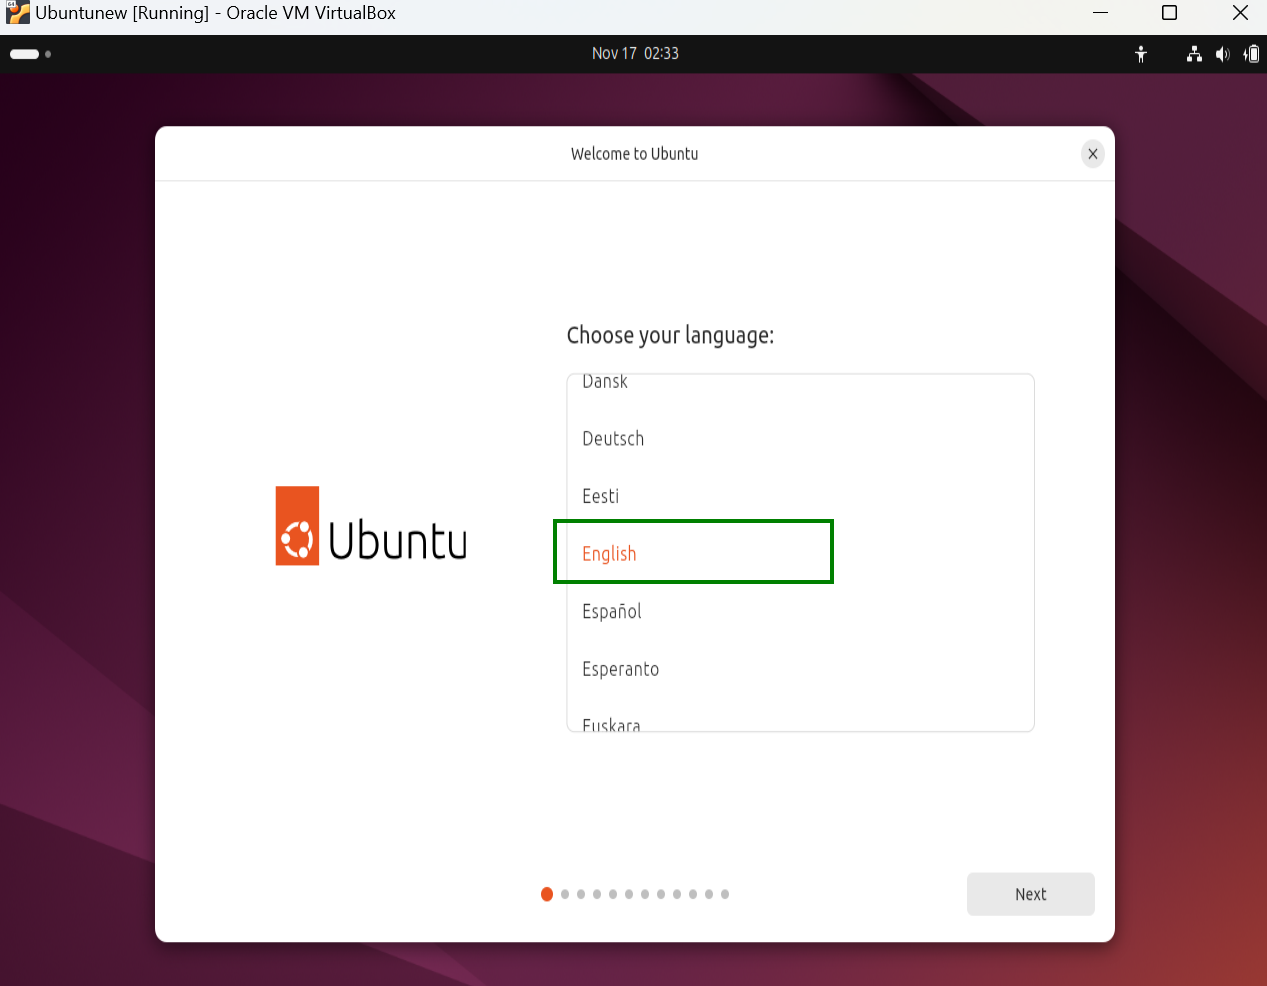 Ubuntunew [Running] - Oracle VM VirtualBox
Nov 17 02:33
Welcome to Ubuntu
Choose your language:
Dansk
Deutsch
Eesti
English
Ubuntu
Español
Esperanto
Euskara
Next